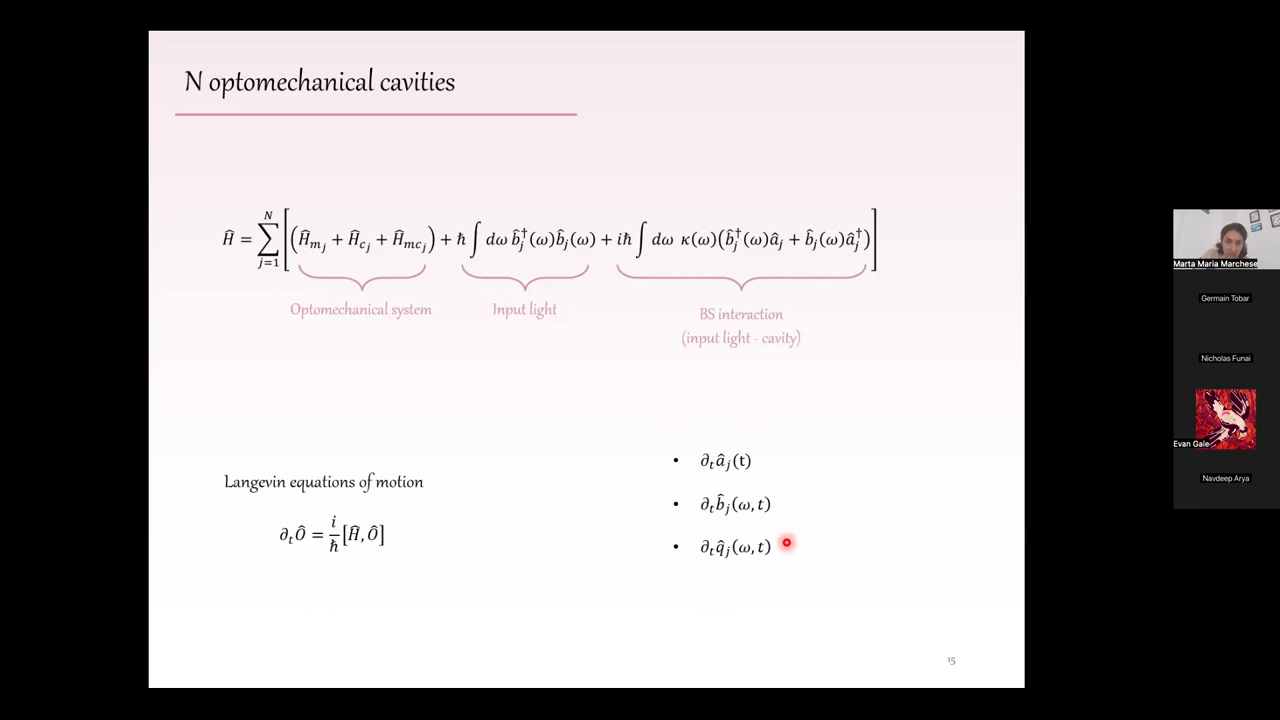 N optomechanical cavities
Ĥ = ∑_{j=1}^{N} [(Ĥ_{m_j} + Ĥ_{c_j} + Ĥ_{mc_j}) + ℏ ∫ dω b̂_j^†(ω)b̂_j(ω) + iℏ ∫ dω κ(ω)(b̂_j^†(ω)â_j + b̂_j(ω)â_j^†)]
Optomechanical system
Input light
BS interaction
(input light - cavity)
Langevin equations of motion
∂_t Ô = i/ℏ [Ĥ, Ô]
• ∂_t â_j(t)
• ∂_t b̂_j(ω, t)
• ∂_t q̂_j(ω, t)
15
Marta Maria Marchese
Germain Tobar
Nicholas Funai
Evan Gale
Navdeep Arya